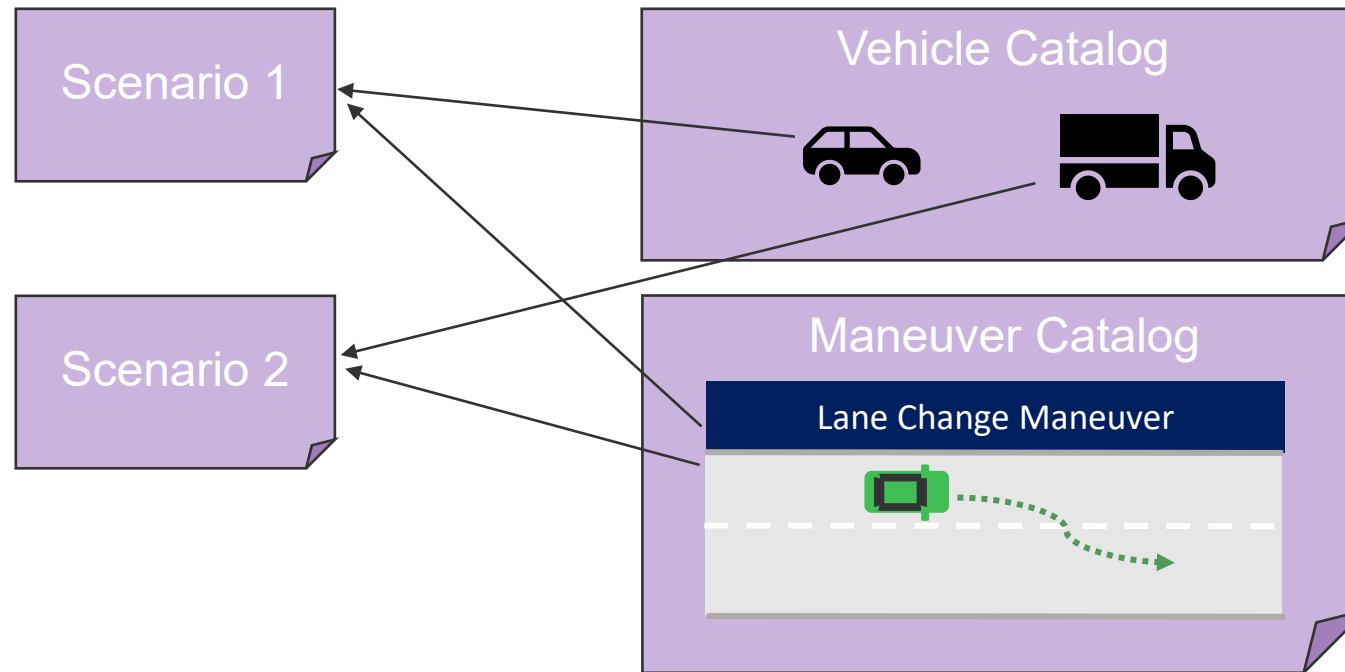 Scenario 1
Vehicle Catalog
Scenario 2
Maneuver Catalog
Lane Change Maneuver